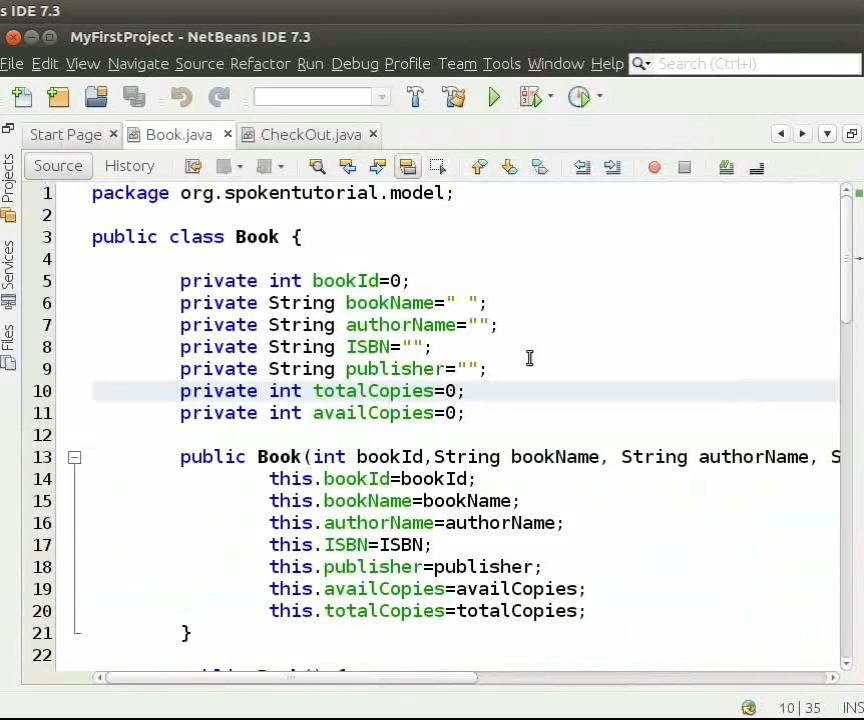 s IDE 7.3
MyFirstProject - NetBeans IDE 7.3
File Edit View Navigate Source Refactor Run Debug Profile Team Tools Window Help Search (Ctrl+I)
Start Page Book.java CheckOut.java
Source History
Projects
Services
Files
1 package org.spokentutorial.model;
2
3 public class Book {
4
5 private int bookId=0;
6 private String bookName=" ";
7 private String authorName="";
8 private String ISBN="";
9 private String publisher="";
10 private int totalCopies=0;
11 private int availCopies=0;
12
13 public Book(int bookId,String bookName, String authorName, S
14 this.bookId=bookId;
15 this.bookName=bookName;
16 this.authorName=authorName;
17 this.ISBN=ISBN;
18 this.publisher=publisher;
19 this.availCopies=availCopies;
20 this.totalCopies=totalCopies;
21 }
22
10|35 INS